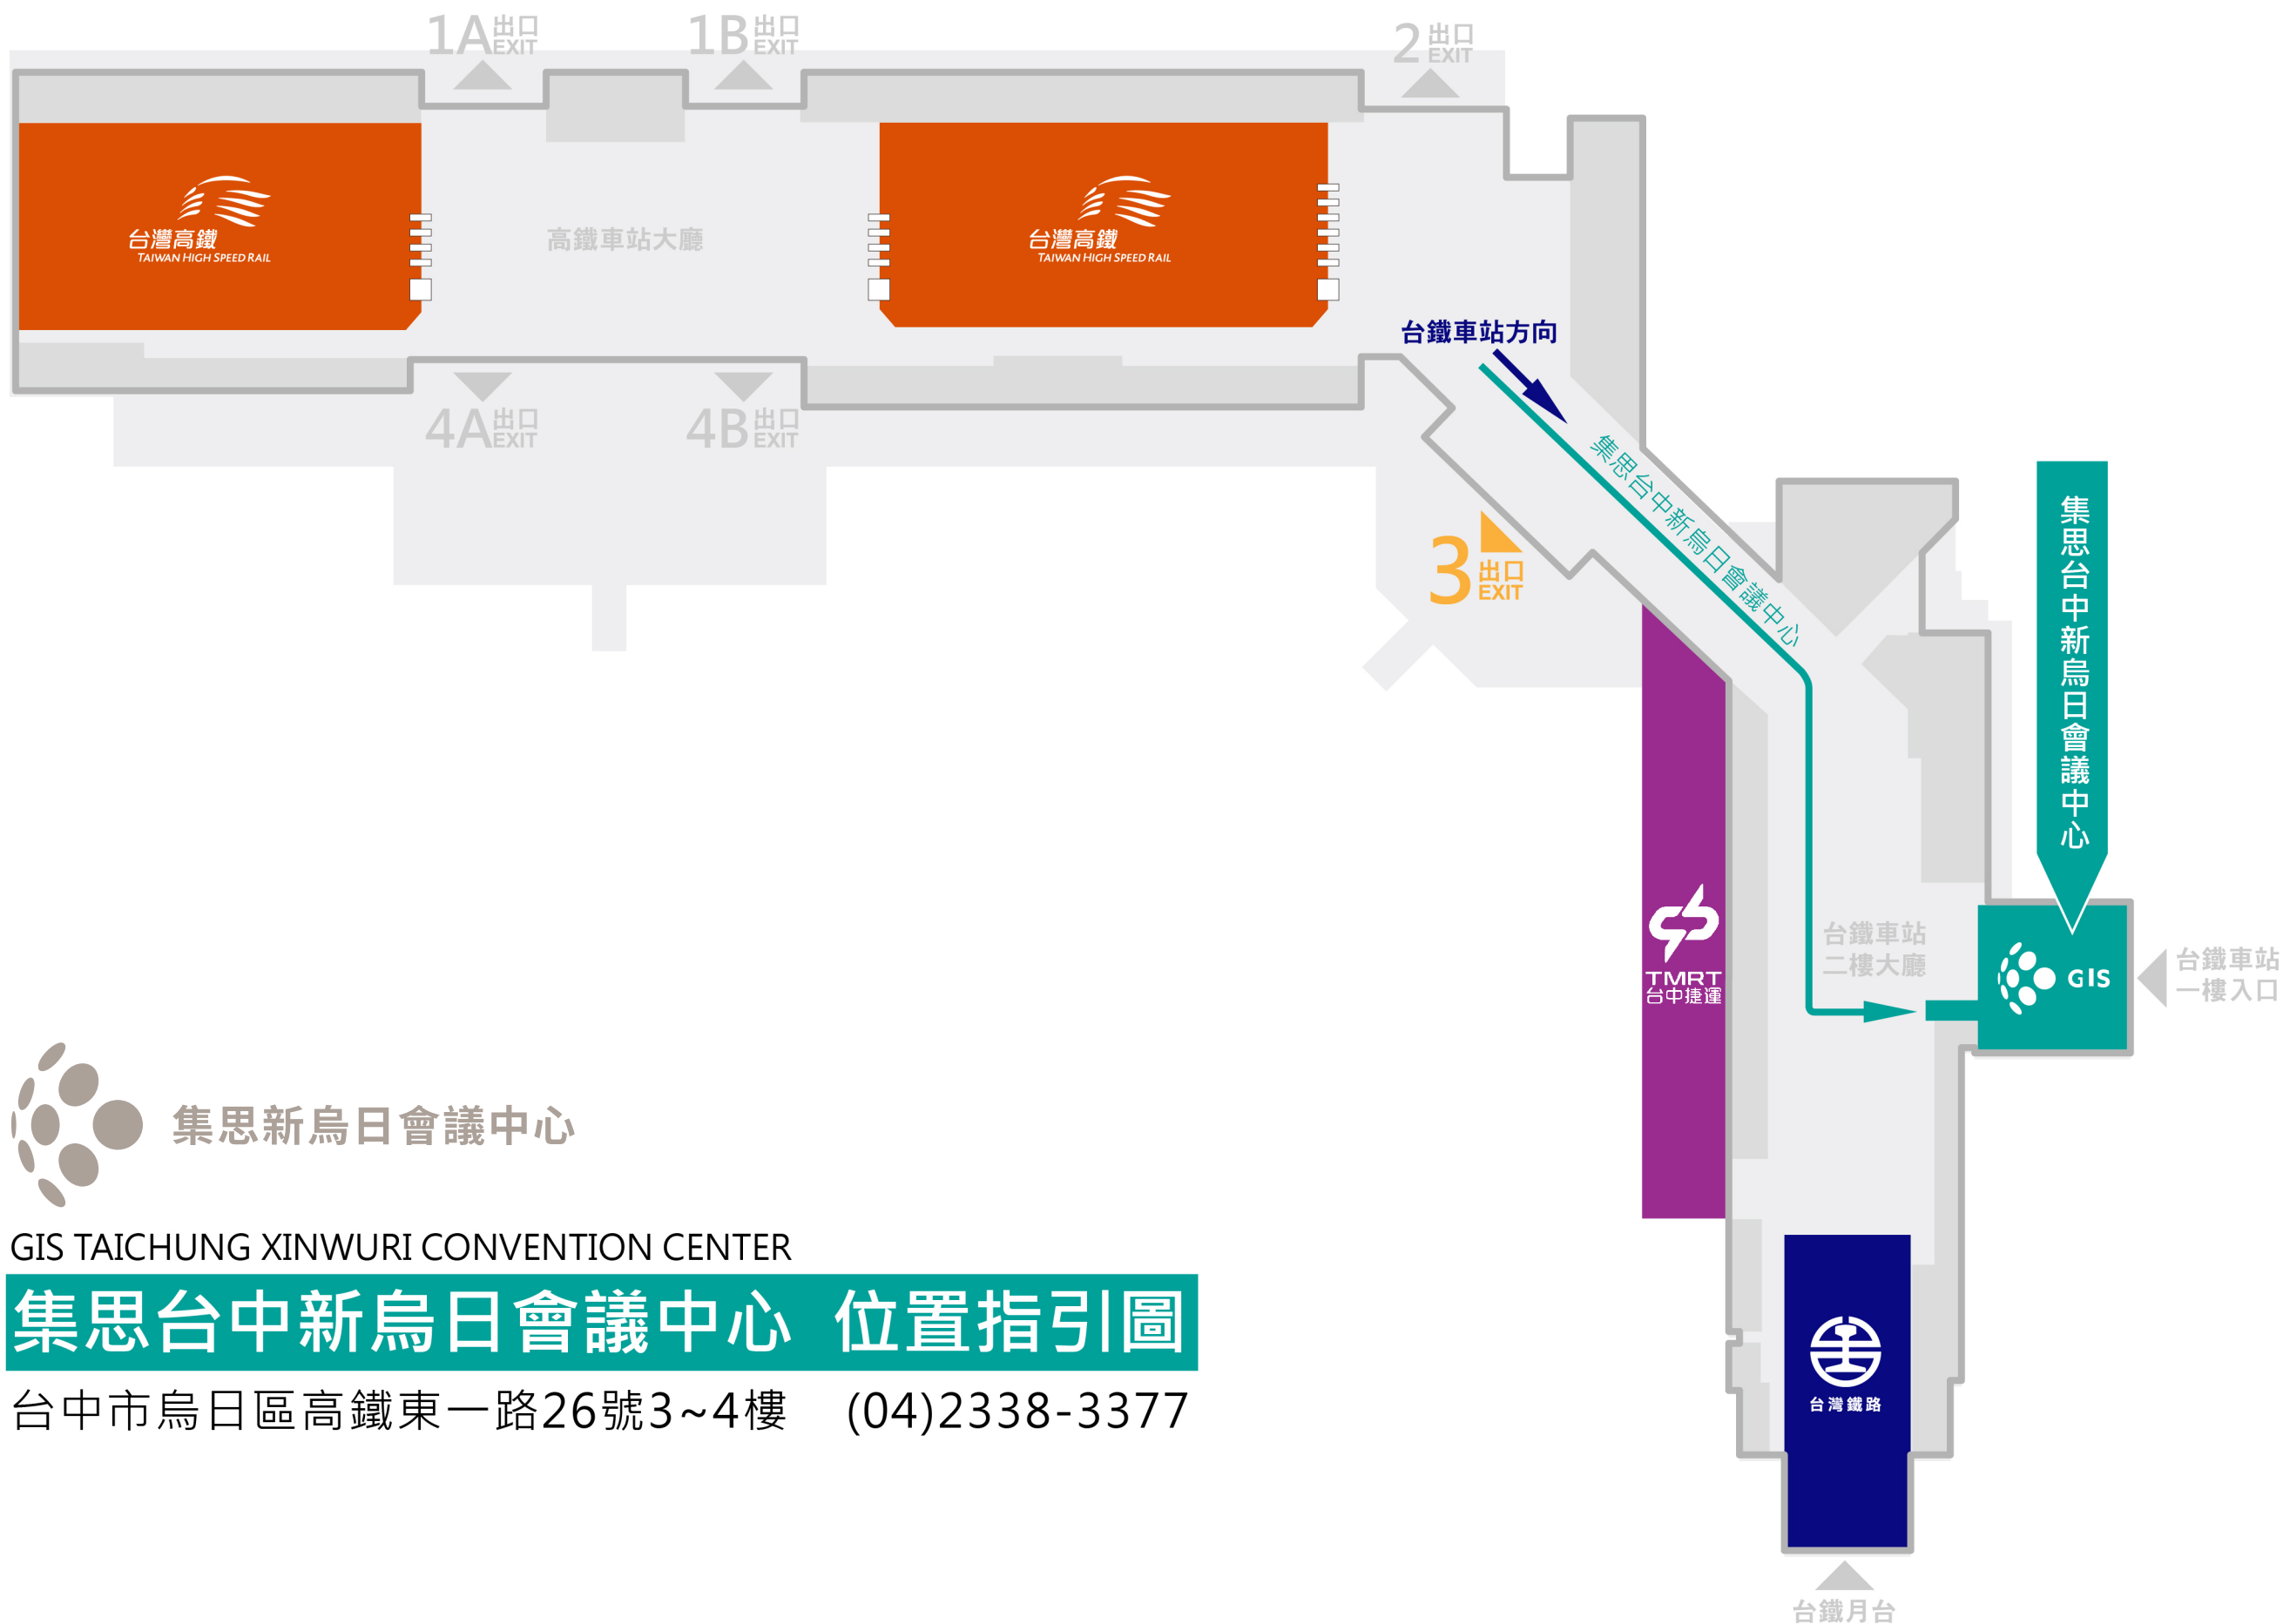 1A出口
EXIT
1B出口
EXIT
2出口
EXIT
台灣高鐵
TAIWAN HIGH SPEED RAIL
高鐵車站大廳
台灣高鐵
TAIWAN HIGH SPEED RAIL
台鐵車站方向
4A出口
EXIT
4B出口
EXIT
集思台中新烏日會議中心
3出口
EXIT
集思台中新烏日會議中心
TMRT
台中捷運
台鐵車站
二樓大廳
GIS
台鐵車站
一樓入口
集思新烏日會議中心
GIS TAICHUNG XINWURI CONVENTION CENTER
集思台中新烏日會議中心 位置指引圖
台中市烏日區高鐵東一路26號3~4樓 (04)2338-3377
台灣鐵路
台鐵月台